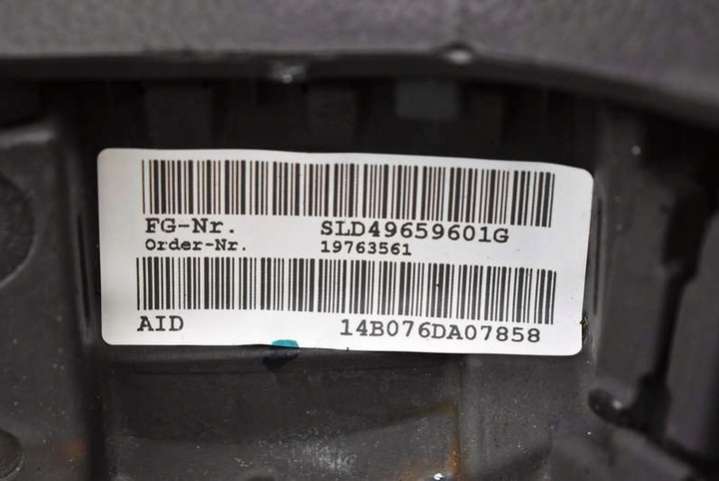 FG-Nr. SLD49659601G
Order-Nr. 19763561
AID 14B076DA07858